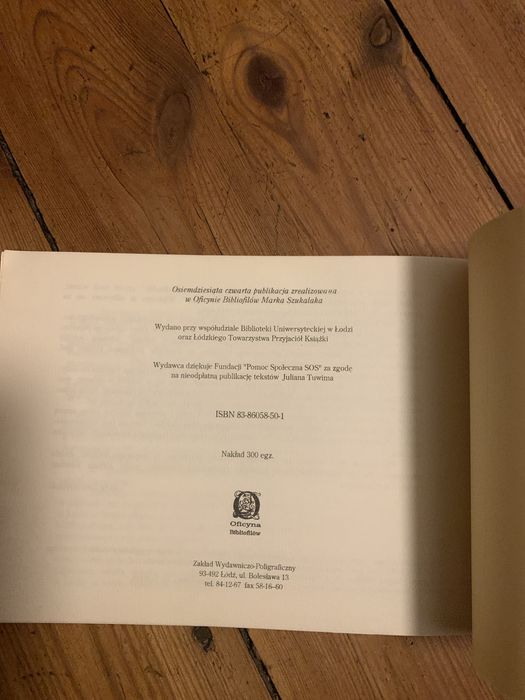 Osiemdziesiąta czwarta publikacja zrealizowana
w Oficynie Bibliofilów Marka Szukalaka
Wydano przy współudziale Biblioteki Uniwersyteckiej w Łodzi
oraz Łódzkiego Towarzystwa Przyjaciół Książki
Wydawca dziękuje Fundacji "Pomoc Społeczna SOS" za zgodę
na nieodpłatną publikację tekstów Juliana Tuwima
ISBN 83-86058-50-1
Nakład 300 egz.
Oficyna
Bibliofilów
Zakład Wydawniczo-Poligraficzny
93-492 Łódź, ul. Bolesława 13
tel. 84-12-67 fax 58-16-60